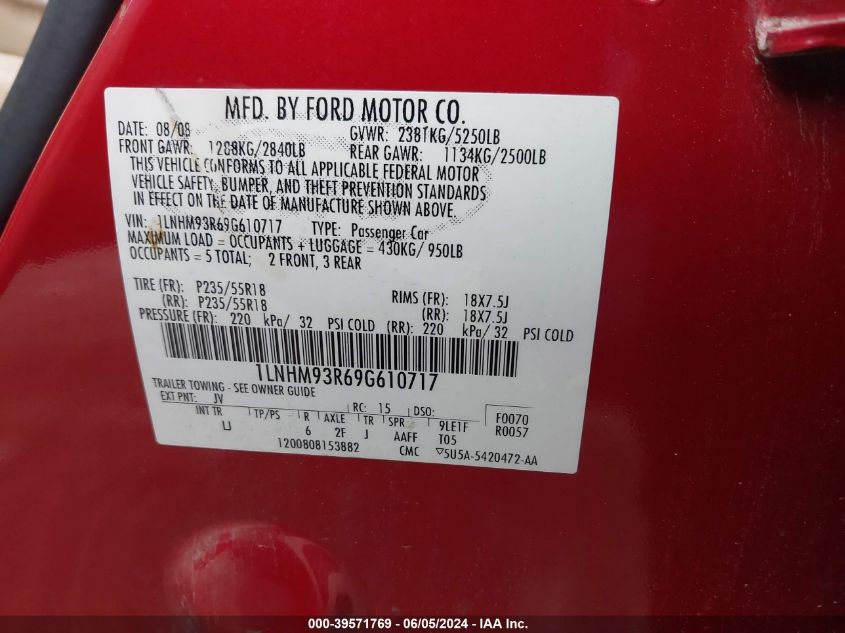 MFD. BY FORD MOTOR CO.
DATE: 08/08 GVWR: 2381KG/5250LB
FRONT GAWR: 1288KG/2840LB REAR GAWR: 1134KG/2500LB
THIS VEHICLE CONFORMS TO ALL APPLICABLE FEDERAL MOTOR
VEHICLE SAFETY, BUMPER, AND THEFT PREVENTION STANDARDS
IN EFFECT ON THE DATE OF MANUFACTURE SHOWN ABOVE.
VIN: 1LNHM93R69G610717 TYPE: Passenger Car
MAXIMUM LOAD = OCCUPANTS + LUGGAGE = 430KG/ 950LB
OCCUPANTS = 5 TOTAL; 2 FRONT, 3 REAR
TIRE (FR): P235/55R18 RIMS (FR): 18X7.5J
(RR): P235/55R18 (RR): 18X7.5J
PRESSURE (FR): 220 kPa/ 32 PSI COLD (RR): 220 kPa/ 32 PSI COLD
1LNHM93R69G610717
TRAILER TOWING - SEE OWNER GUIDE
EXT PNT: JV RC: 15 DSO: F0070
INT TR TP/PS R AXLE TR SPR 9LE1F R0057
LJ 6 2F J AAFF T05
1200808153882 CMC ▽5U5A-5420472-AA
000-39571769 - 06/05/2024 - IAA Inc.